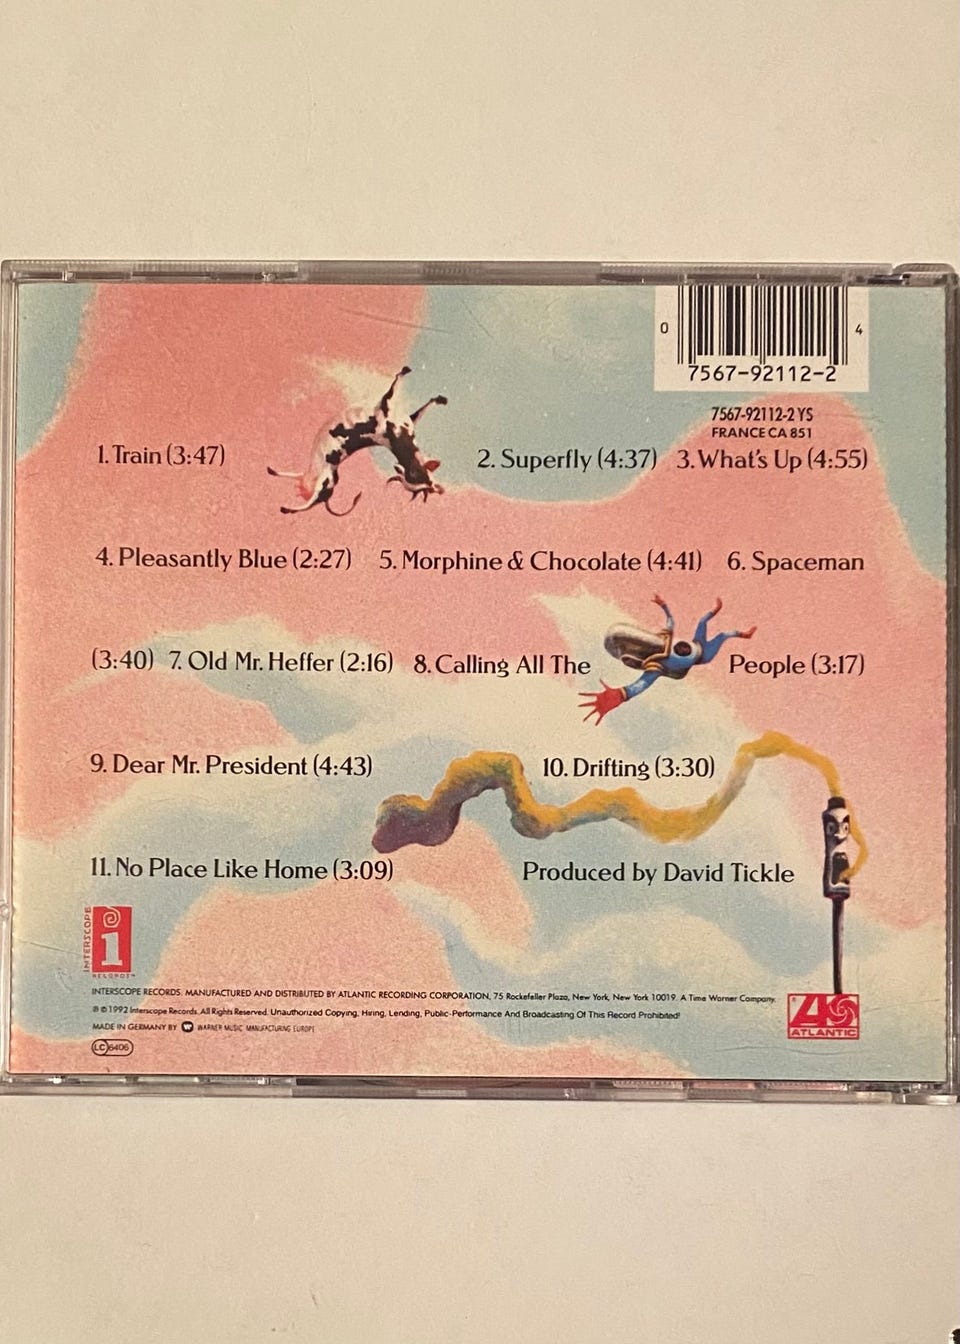 0 4
7567-92112-2
7567-92112-2 YS
FRANCE CA 851
1. Train (3:47) 2. Superfly (4:37) 3. What's Up (4:55)
4. Pleasantly Blue (2:27) 5. Morphine & Chocolate (4:41) 6. Spaceman
(3:40) 7. Old Mr. Heffer (2:16) 8. Calling All The People (3:17)
9. Dear Mr. President (4:43) 10. Drifting (3:30)
11. No Place Like Home (3:09) Produced by David Tickle
INTERSCOPE
i
RECORDS
INTERSCOPE RECORDS. MANUFACTURED AND DISTRIBUTED BY ATLANTIC RECORDING CORPORATION, 75 Rockefeller Plaza, New York, New York 10019. A Time Warner Company.
℗ © 1992 Interscope Records. All Rights Reserved. Unauthorized Copying, Hiring, Lending, Public-Performance And Broadcasting Of This Record Prohibited!
MADE IN GERMANY BY WARNER MUSIC MANUFACTURING EUROPE
LC 6406
ATLANTIC